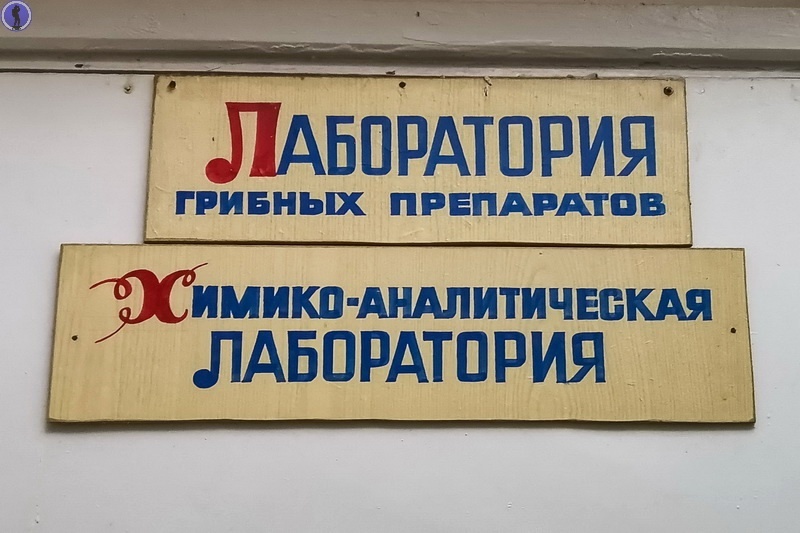 Лаборатория
грибных препаратов
Химико-аналитическая
лаборатория